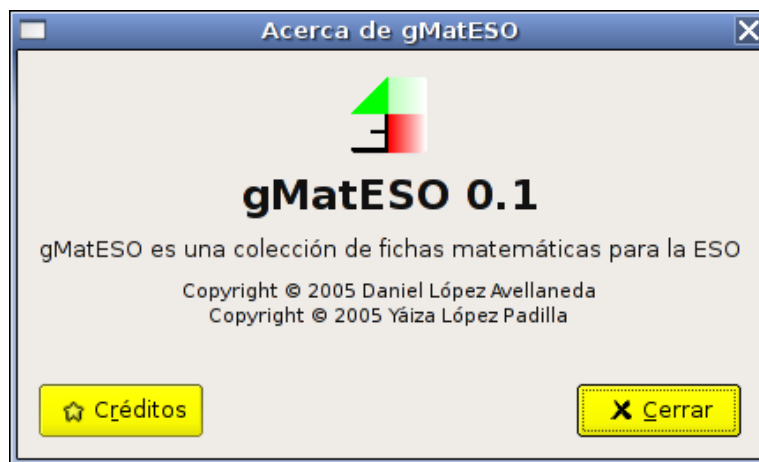 Acerca de gMatESO
gMatESO 0.1
gMatESO es una colección de fichas matemáticas para la ESO
Copyright © 2005 Daniel López Avellaneda
Copyright © 2005 Yáiza López Padilla
Créditos
Cerrar